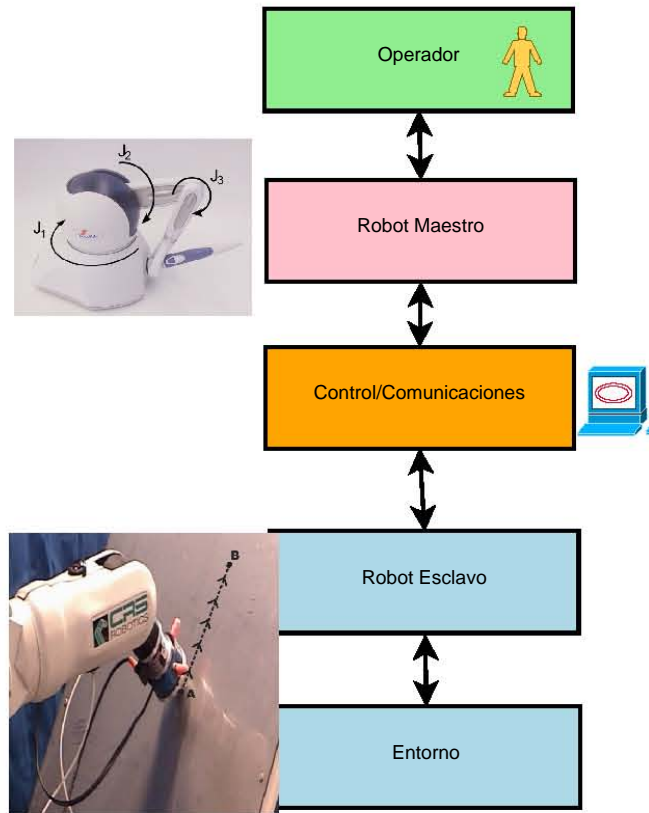 Operador
J2
J3
J1
Robot Maestro
Control/Comunicaciones
B
CRS
ROBOTICS
Robot Esclavo
A
Entorno